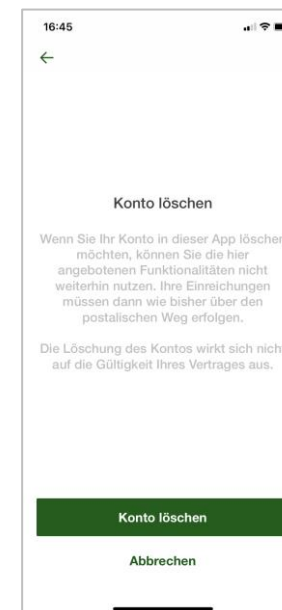 16:45
Konto löschen
Wenn Sie Ihr Konto in dieser App löschen
möchten, können Sie die hier
angebotenen Funktionalitäten nicht
weiterhin nutzen. Ihre Einreichungen
müssen dann wie bisher über den
postalischen Weg erfolgen.
Die Löschung des Kontos wirkt sich nich
auf die Gültigkeit Ihres Vertrages aus.
Konto löschen
Abbrechen